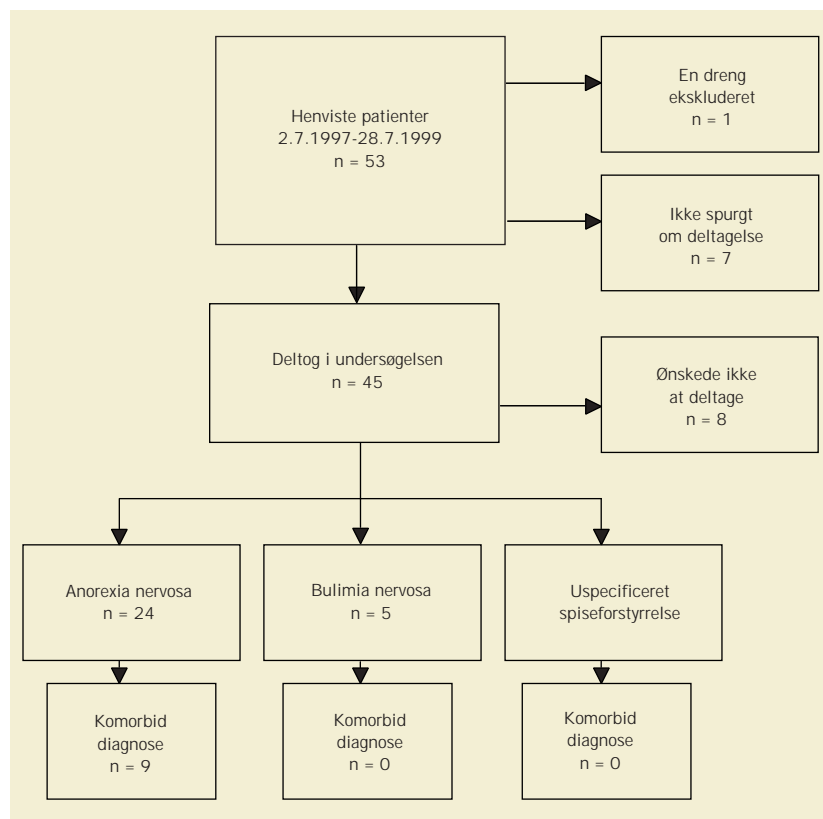 Henviste patienter
2.7.1997-28.7.1999
n = 53
En dreng
ekskluderet
n = 1
Ikke spurgt
om deltagelse
n = 7
Deltog i undersøgelsen
n = 45
Ønskede ikke
at deltage
n = 8
Anorexia nervosa
n = 24
Bulimia nervosa
n = 5
Uspecificeret
spiseforstyrrelse
Komorbid
diagnose
n = 9
Komorbid
diagnose
n = 0
Komorbid
diagnose
n = 0